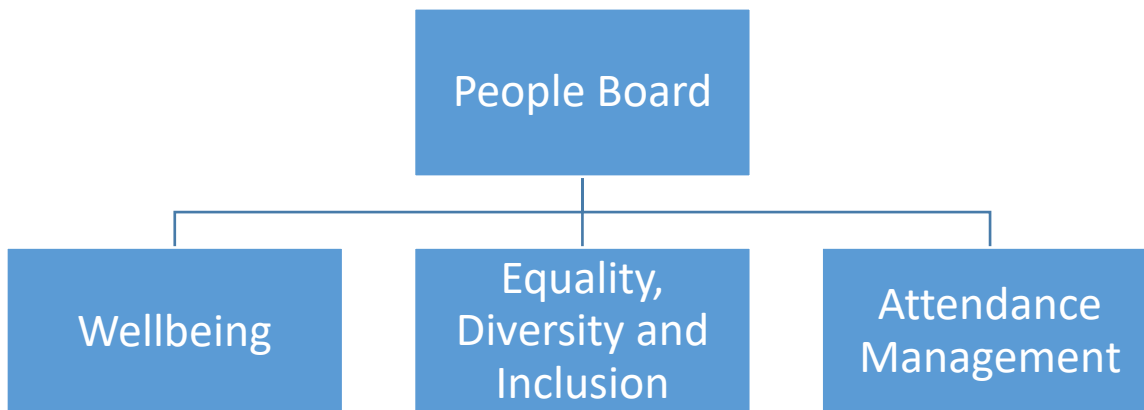 People Board
Wellbeing
Equality,
Diversity and
Inclusion
Attendance
Management